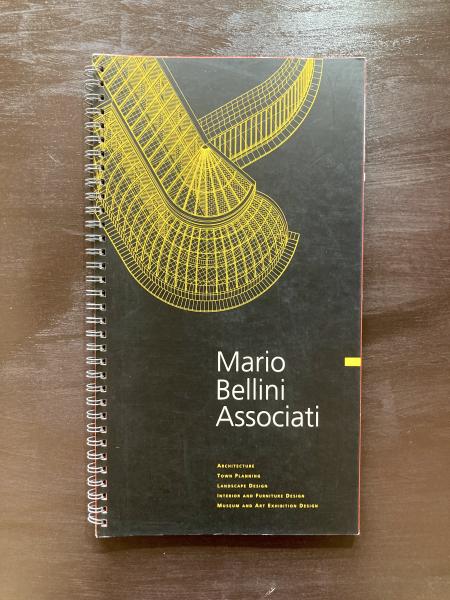 Mario
Bellini
Associati
Architecture
Town Planning
Landscape Design
Interior and Furniture Design
Museum and Art Exhibition Design